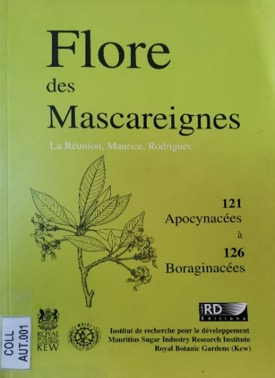 Flore
des
Mascareignes
La Réunion, Maurice, Rodrigues
121
Apocynacées
à
126
Boraginacées
IRD
Éditions
ROYAL
BOTANIC
GARDENS
KEW
Institut de recherche pour le développement
Mauritius Sugar Industry Research Institute
Royal Botanic Gardens (Kew)
COLL
AUT.001